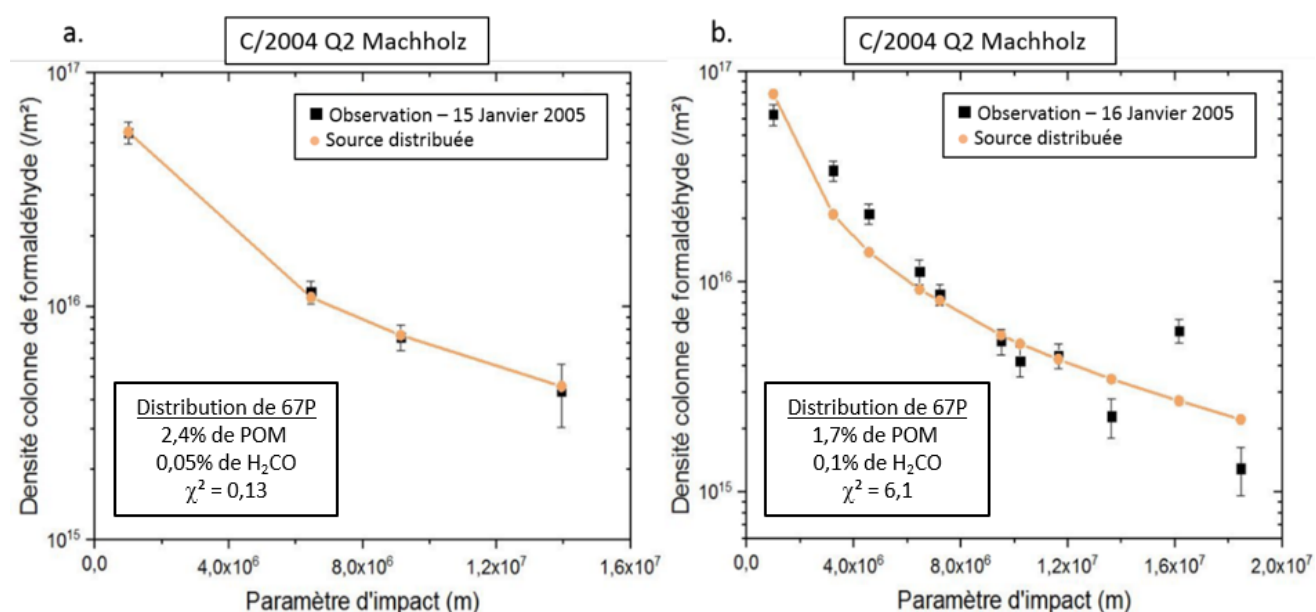 a.
C/2004 Q2 Machholz
Densité colonne de formaldéhyde (/m²)
10¹⁷
10¹⁶
10¹⁵
Observation – 15 Janvier 2005
Source distribuée
Distribution de 67P
2,4% de POM
0,05% de H₂CO
χ² = 0,13
0,0 4,0x10⁶ 8,0x10⁶ 1,2x10⁷ 1,6x10⁷
Paramètre d'impact (m)
b.
C/2004 Q2 Machholz
Densité colonne de formaldéhyde (/m²)
10¹⁷
10¹⁶
10¹⁵
Observation – 16 Janvier 2005
Source distribuée
Distribution de 67P
1,7% de POM
0,1% de H₂CO
χ² = 6,1
0,0 4,0x10⁶ 8,0x10⁶ 1,2x10⁷ 1,6x10⁷ 2,0x10⁷
Paramètre d'impact (m)